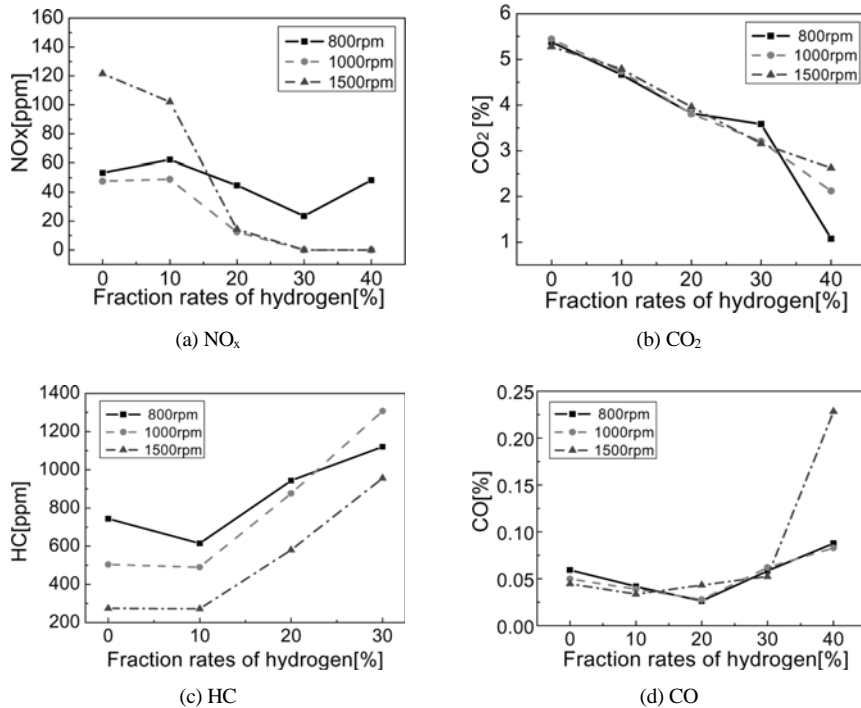 160
140
120
100
80
60
40
20
0
NOx[ppm]
800rpm
1000rpm
1500rpm
0 10 20 30 40
Fraction rates of hydrogen[%]
(a) NOₓ
6
5
4
3
2
1
CO₂ [%]
800rpm
1000rpm
1500rpm
0 10 20 30 40
Fraction rates of hydrogen[%]
(b) CO₂
1400
1200
1000
800
600
400
200
HC[ppm]
800rpm
1000rpm
1500rpm
0 10 20 30
Fraction rates of hydrogen[%]
(c) HC
0.25
0.20
0.15
0.10
0.05
0.00
CO[%]
800rpm
1000rpm
1500rpm
0 10 20 30 40
Fraction rates of hydrogen[%]
(d) CO